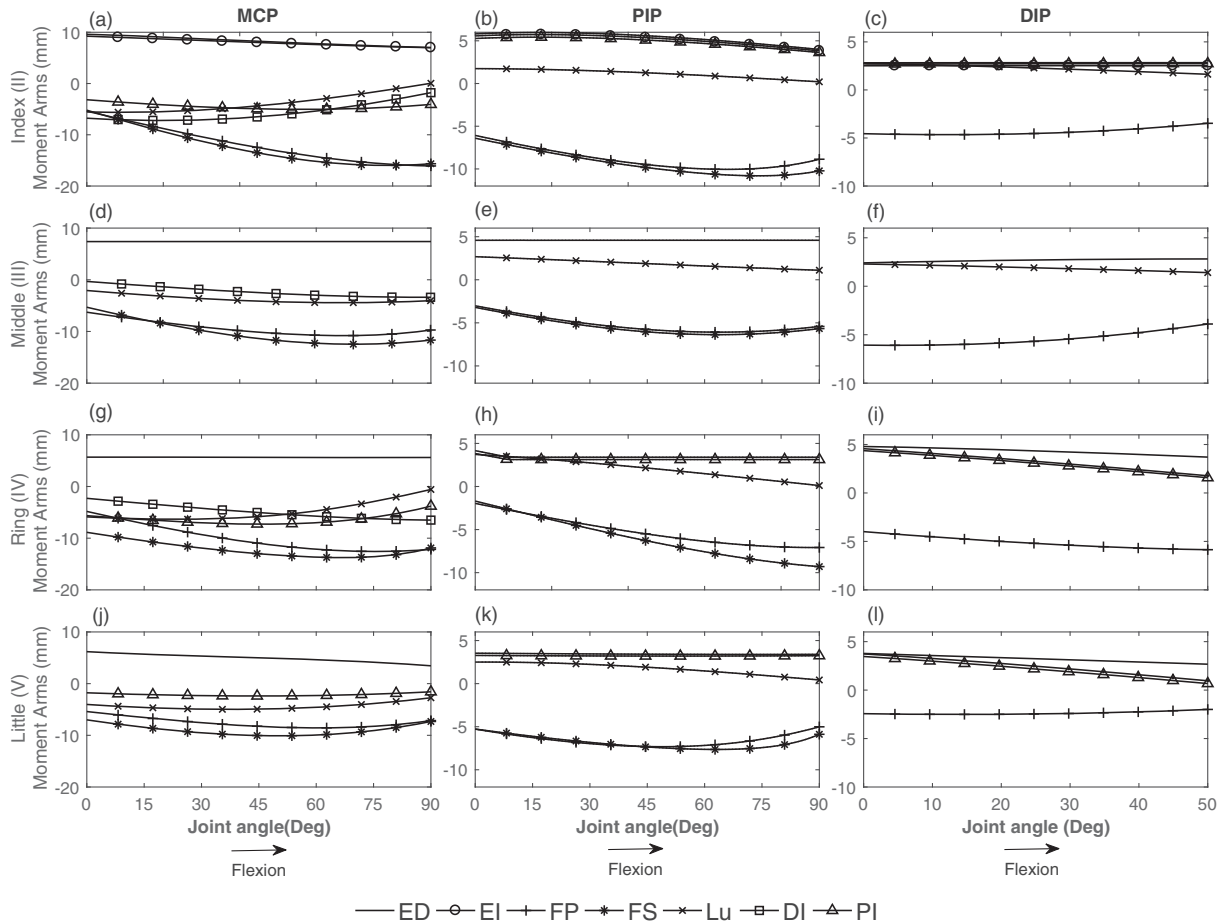 MCP PIP DIP
(a) (b) (c)
Index (II)
Moment Arms (mm)
10
0
-10
-20
5
0
-5
-10
5
0
-5
-10
(d) (e) (f)
Middle (III)
Moment Arms (mm)
10
0
-10
-20
5
0
-5
-10
5
0
-5
-10
(g) (h) (i)
Ring (IV)
Moment Arms (mm)
10
0
-10
-20
5
0
-5
-10
5
0
-5
-10
(j) (k) (l)
Little (V)
Moment Arms (mm)
10
0
-10
-20
5
0
-5
-10
5
0
-5
-10
0 15 30 45 60 75 90
0 15 30 45 60 75 90
0 10 20 30 40 50
Joint angle(Deg) Joint angle(Deg) Joint angle (Deg)
Flexion Flexion Flexion
ED EI FP FS Lu DI PI